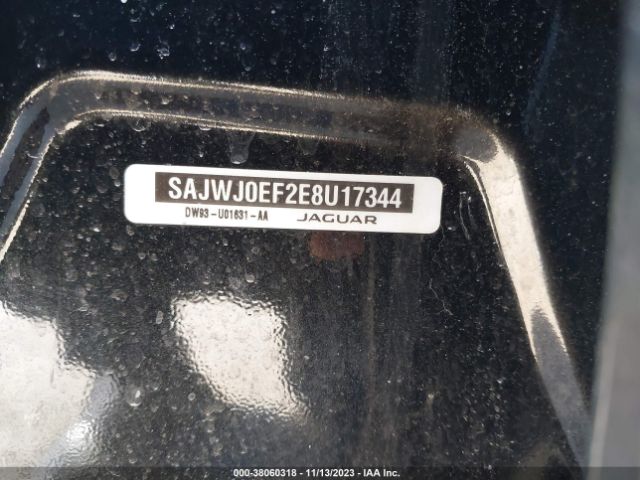 SAJWJ0EF2E8U17344
DW93-U01631-AA JAGUAR
000-38060318 - 11/13/2023 - IAA Inc.